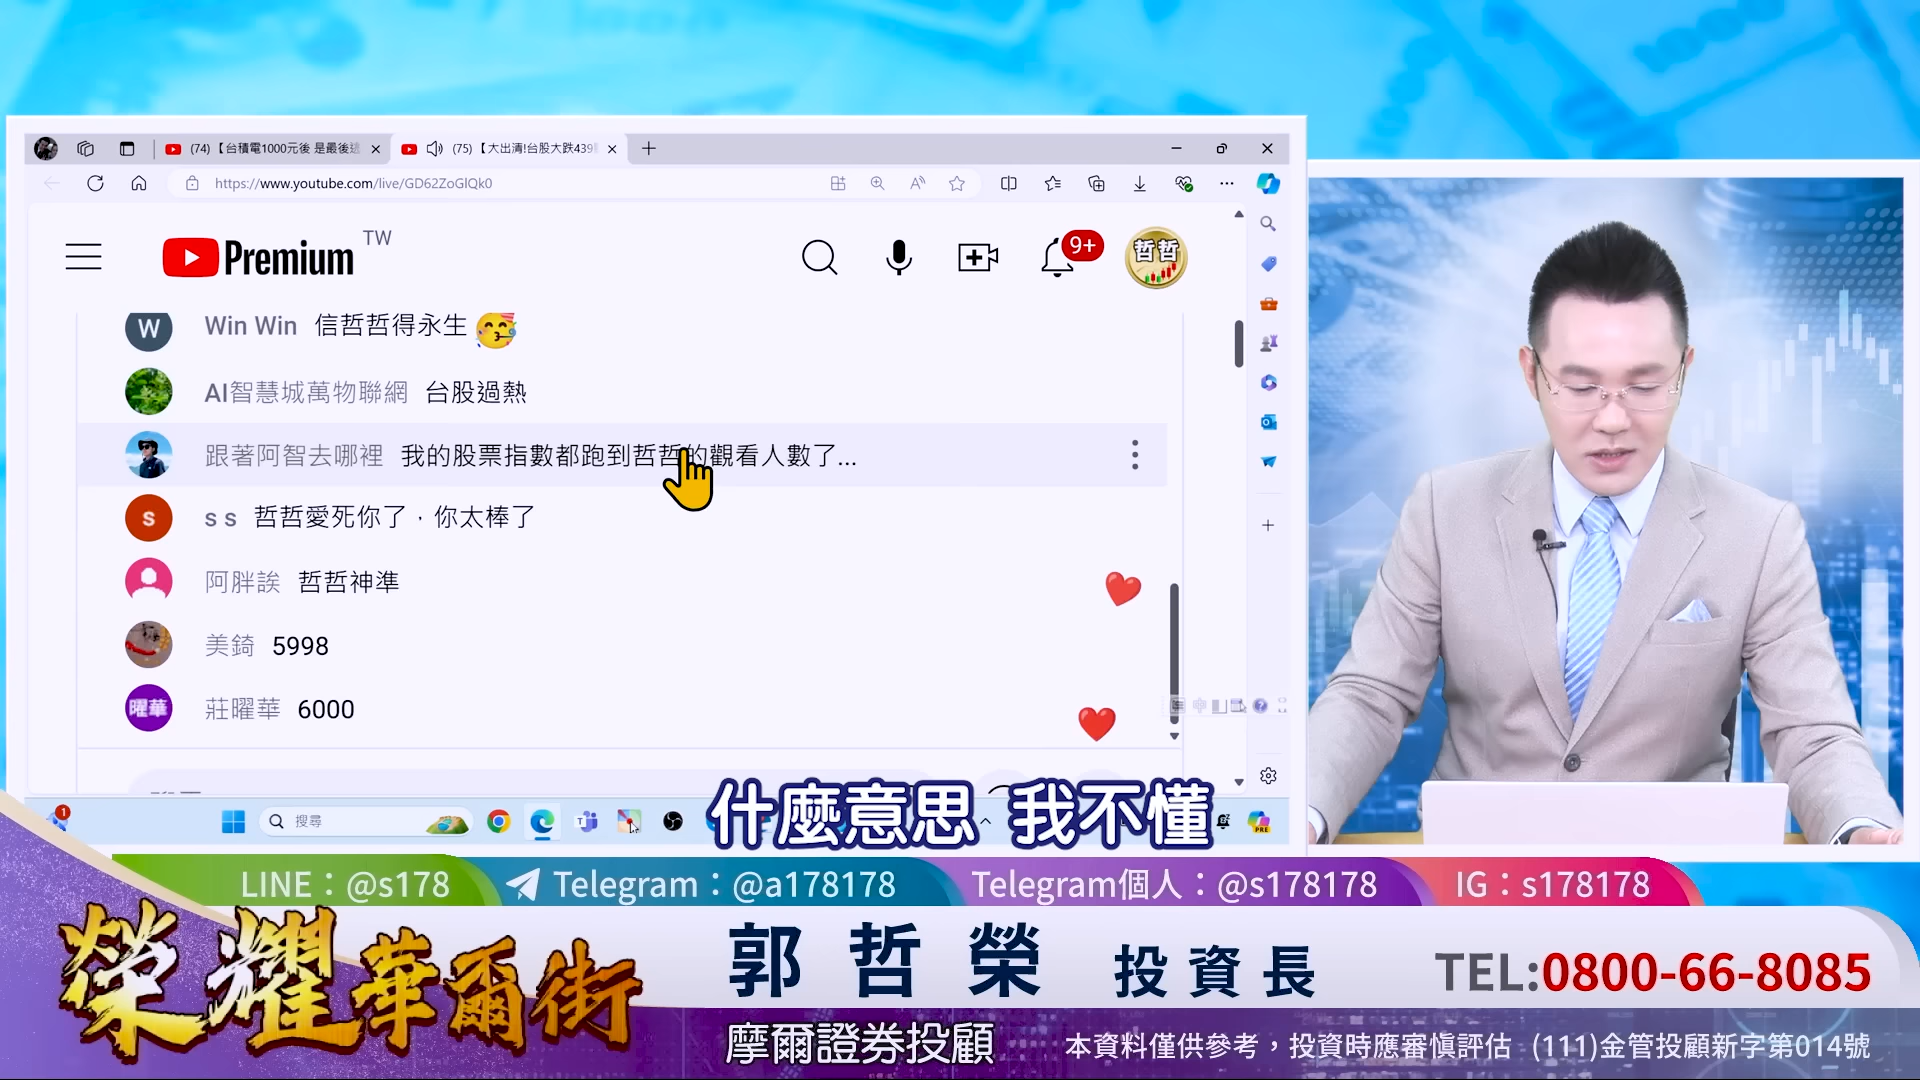 (74)【台積電1000元後 是最後逃
(75)【大出清!台股大跌439
https://www.youtube.com/live/GD62ZoGlQk0
Premium TW
9+
哲哲
W Win Win 信哲哲得永生
AI智慧城萬物聯網 台股過熱
跟著阿智去哪裡 我的股票指數都跑到哲哲的觀看人數了...
s s s 哲哲愛死你了，你太棒了
阿胖誒 哲哲神準
美錡 5998
曜華 莊曜華 6000
1
搜尋
PRE
什麼意思 我不懂
LINE：@s178
Telegram：@a178178
Telegram個人：@s178178
IG：s178178
榮耀華爾街
郭哲榮 投資長
TEL:0800-66-8085
摩爾證券投顧
本資料僅供參考，投資時應審慎評估 (111)金管投顧新字第014號